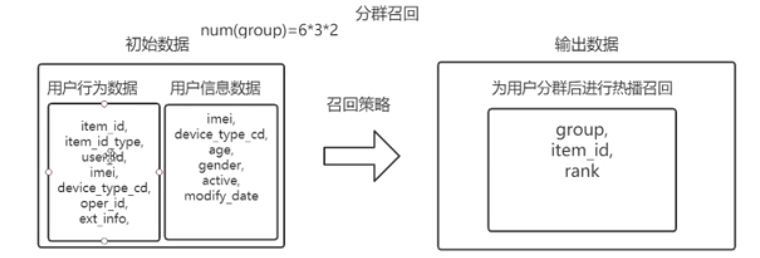 分群召回
num(group)=6*3*2
初始数据
输出数据
用户行为数据
用户信息数据
item_id,
item_id_type,
user_id,
imei,
device_type_cd,
oper_id,
ext_info,
imei,
device_type_cd,
age,
gender,
active,
modify_date
召回策略
为用户分群后进行热播召回
group,
item_id,
rank